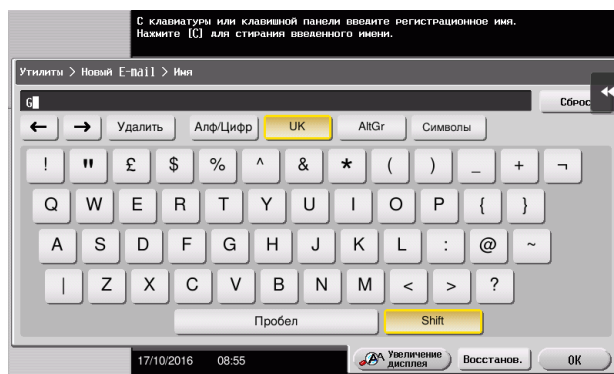 С клавиатуры или клавишной панели введите регистрационное имя.
Нажмите [C] для стирания введенного имени.
Утилиты > Новый E-mail > Имя
G
Сброс
← → Удалить Алф/Цифр UK AltGr Символы
! " £ $ % ^ & * ( ) _ + ¬
Q W E R T Y U I O P { }
A S D F G H J K L : @ ~
| Z X C V B N M < > ?
Пробел Shift
17/10/2016 08:55 Увеличение дисплея Восстанов. OK